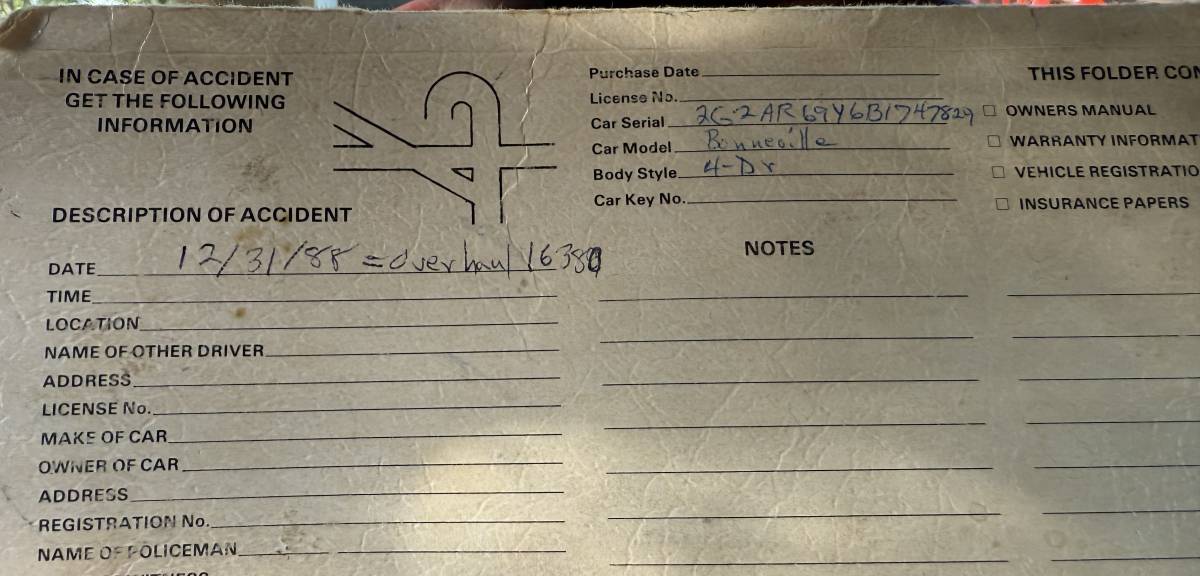 IN CASE OF ACCIDENT
GET THE FOLLOWING
INFORMATION
DESCRIPTION OF ACCIDENT
DATE 12/31/88 = Overhaul 16380
TIME
LOCATION
NAME OF OTHER DRIVER
ADDRESS
LICENSE No.
MAKE OF CAR
OWNER OF CAR
ADDRESS
REGISTRATION No.
NAME OF POLICEMAN
Purchase Date
License No.
Car Serial 2G2AR69Y6B1747829
Car Model Bonneville
Body Style 4-Dr
Car Key No.
NOTES
THIS FOLDER CON
OWNERS MANUAL
WARRANTY INFORMAT
VEHICLE REGISTRATIO
INSURANCE PAPERS